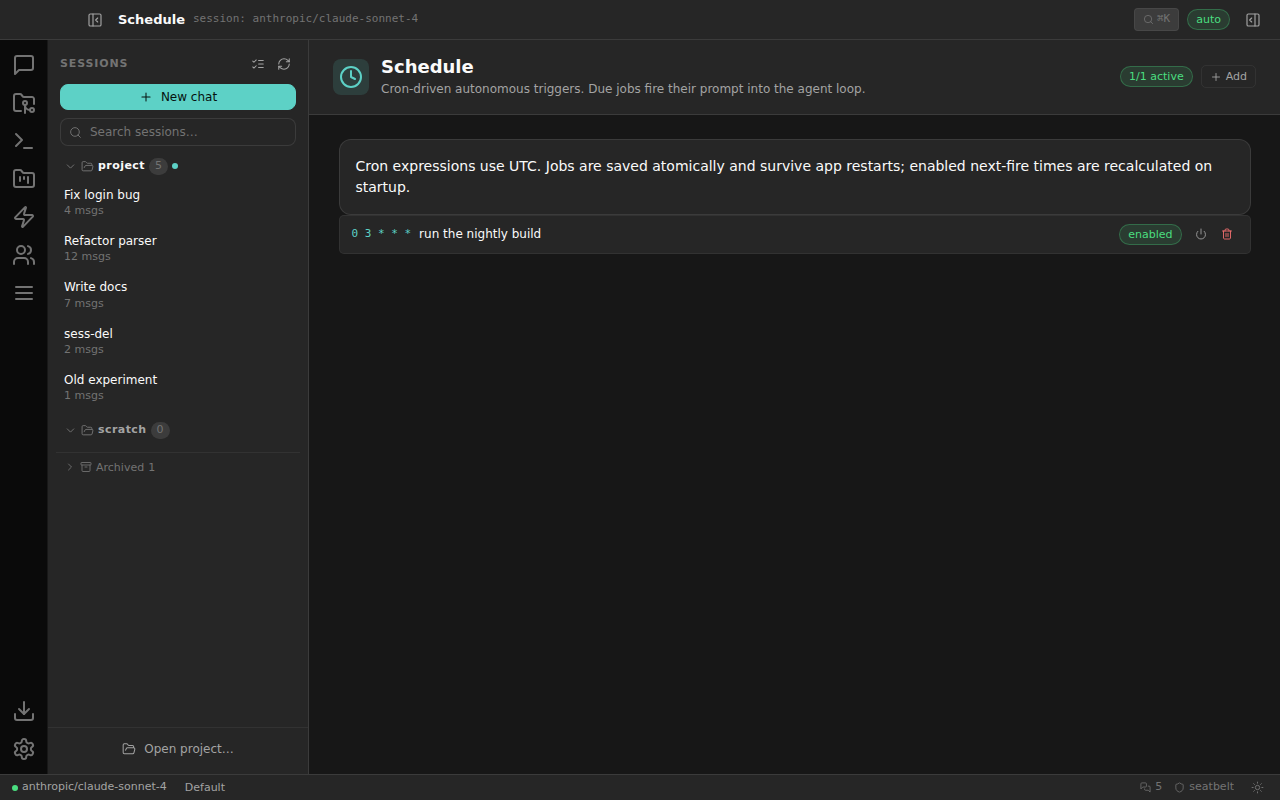 Schedule session: anthropic/claude-sonnet-4
⌘K
auto
SESSIONS
New chat
Search sessions…
project 5
Fix login bug
4 msgs
Refactor parser
12 msgs
Write docs
7 msgs
sess-del
2 msgs
Old experiment
1 msgs
scratch 0
Archived 1
Open project…
Schedule
Cron-driven autonomous triggers. Due jobs fire their prompt into the agent loop.
1/1 active
Add
Cron expressions use UTC. Jobs are saved atomically and survive app restarts; enabled next-fire times are recalculated on
startup.
0 3 * * * run the nightly build
enabled
anthropic/claude-sonnet-4 Default
5 seatbelt